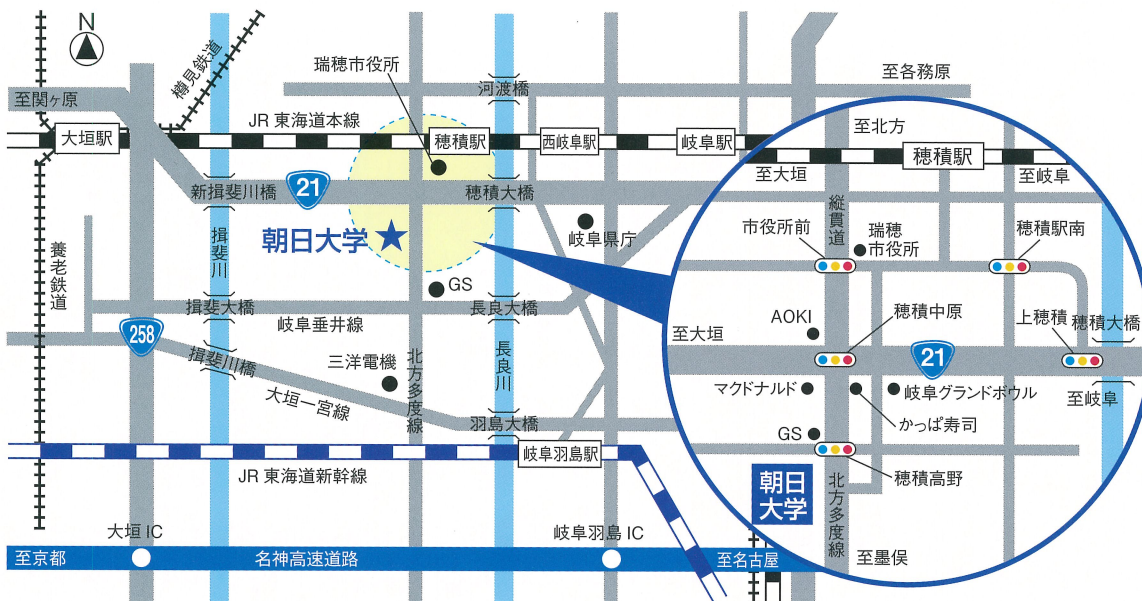 N
樽見鉄道
瑞穂市役所
河渡橋
至各務原
至関ヶ原
JR 東海道本線
大垣駅
穂積駅
西岐阜駅
岐阜駅
新揖斐川橋
21
穂積大橋
揖斐川
朝日大学
岐阜県庁
養老鉄道
GS
揖斐大橋
長良大橋
岐阜垂井線
258
揖斐川橋
三洋電機
北方多度線
長良川
大垣一宮線
羽島大橋
岐阜羽島駅
JR 東海道新幹線
大垣 IC
岐阜羽島 IC
至京都
名神高速道路
至名古屋
至北方
穂積駅
至大垣
至岐阜
縦貫道
市役所前
瑞穂
市役所
穂積駅南
AOKI
穂積中原
上穂積
穂積大橋
至大垣
21
マクドナルド
岐阜グランドボウル
至岐阜
かっぱ寿司
GS
穂積高野
朝日
大学
北方多度線
至墨俣